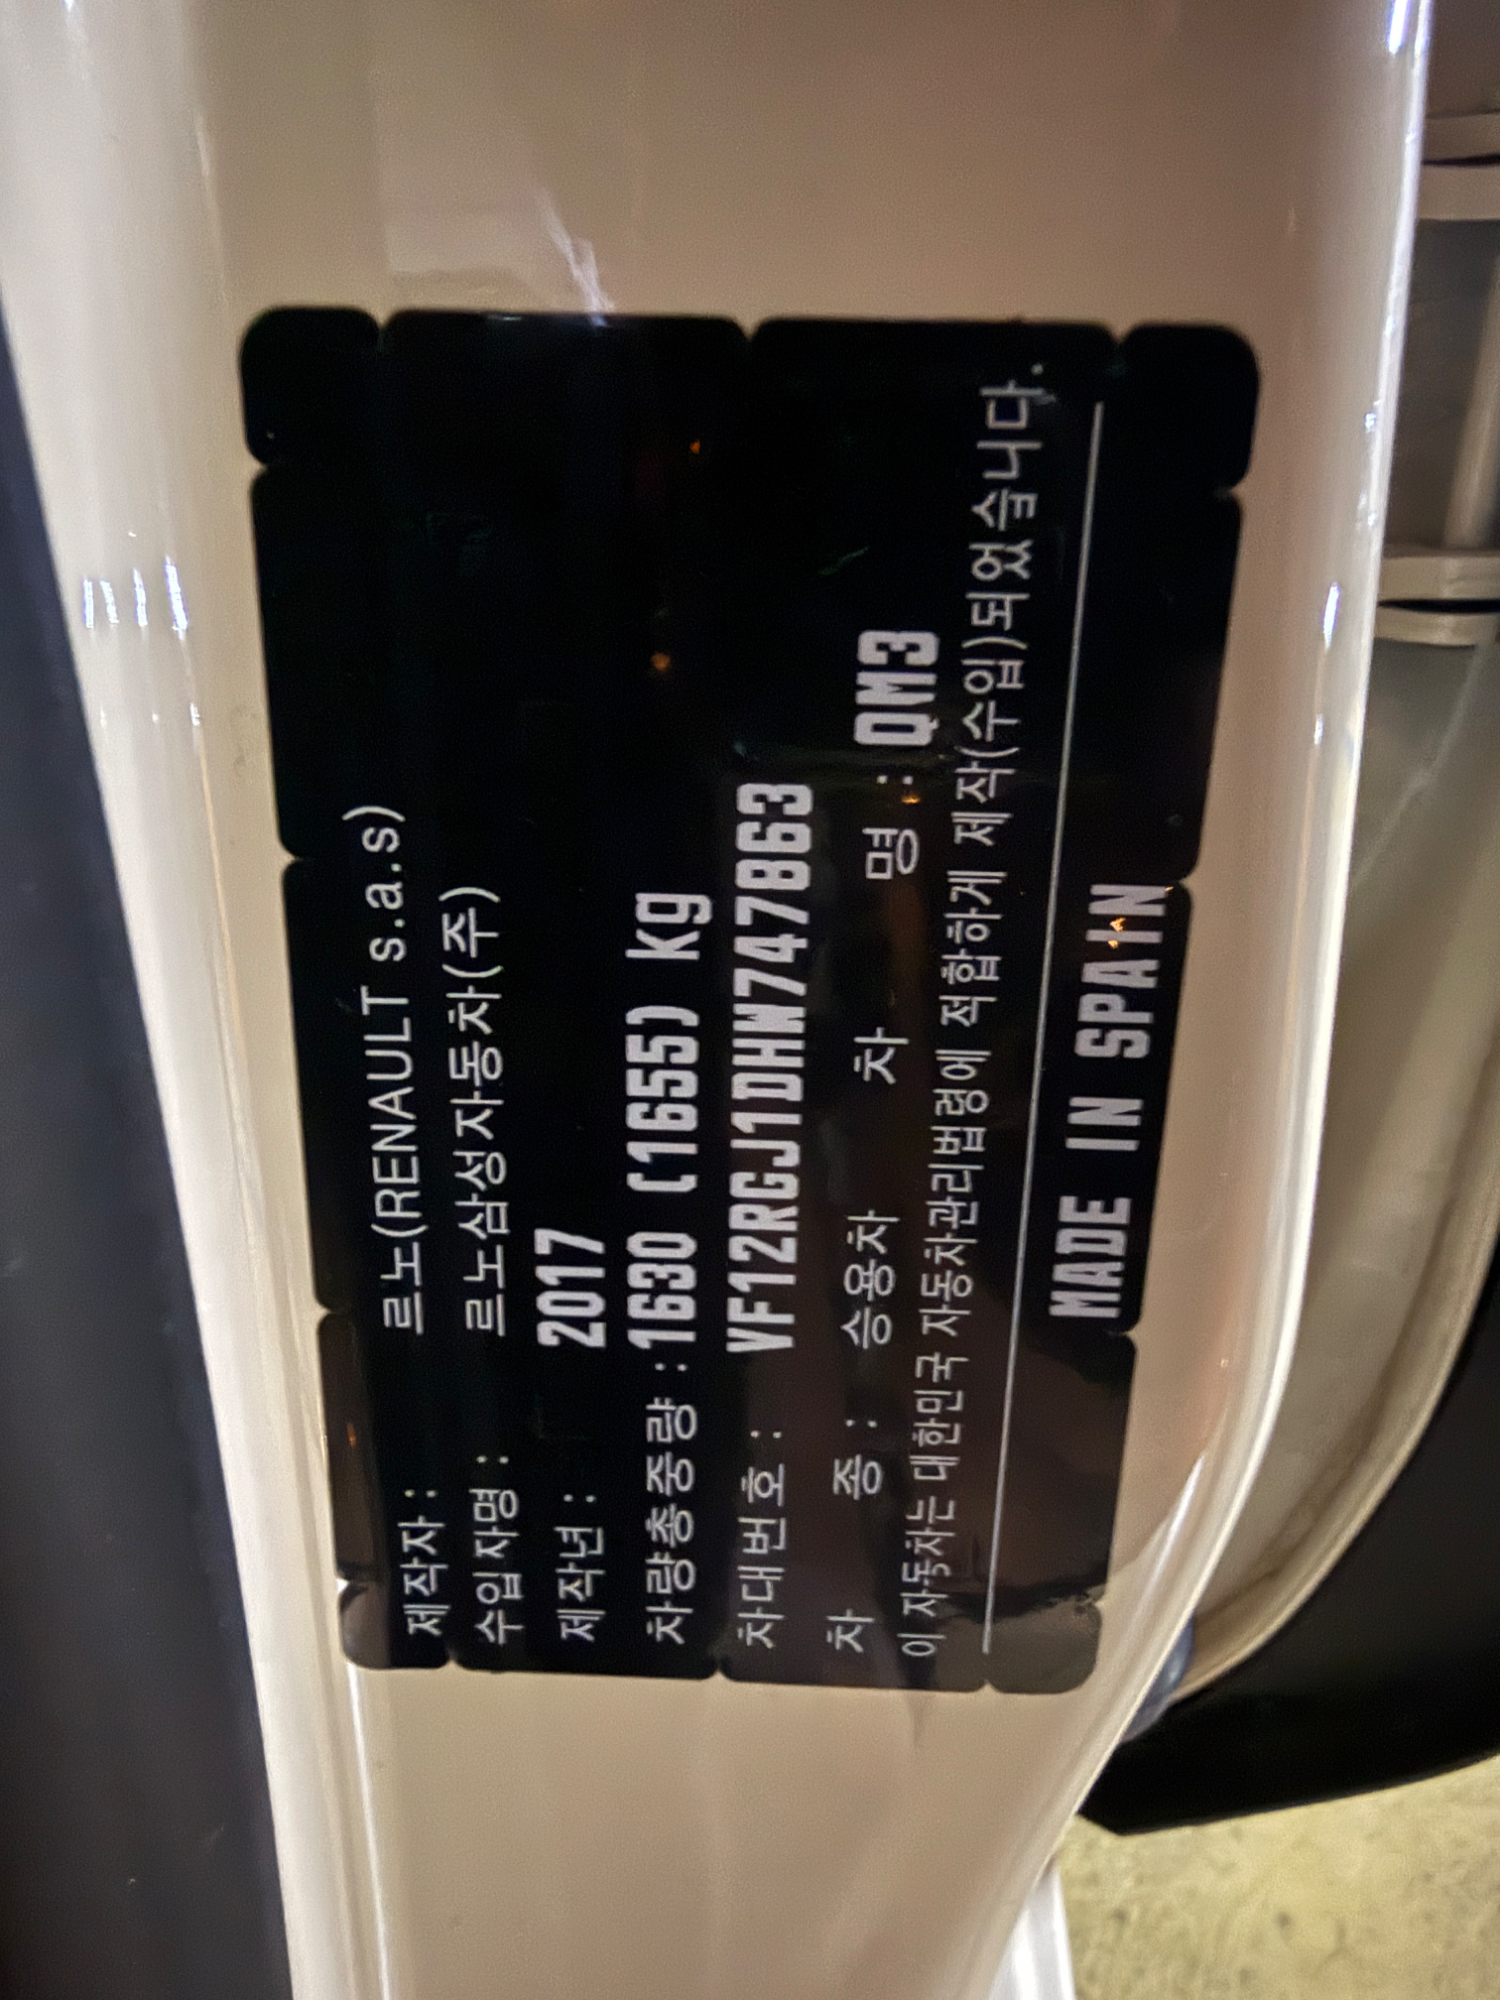 제작자: 르노(RENAULT s.a.s)
수입자명: 르노삼성자동차(주)
제작년: 2017
차량총중량:1630 (1655) kg
차대번호: VF12RGJ1DHW747863
차 종: 승용차 차 명: QM3
이 자동차는 대한민국 자동차관리법령에 적합하게 제작(수입)되었습니다.
MADE IN SPAIN